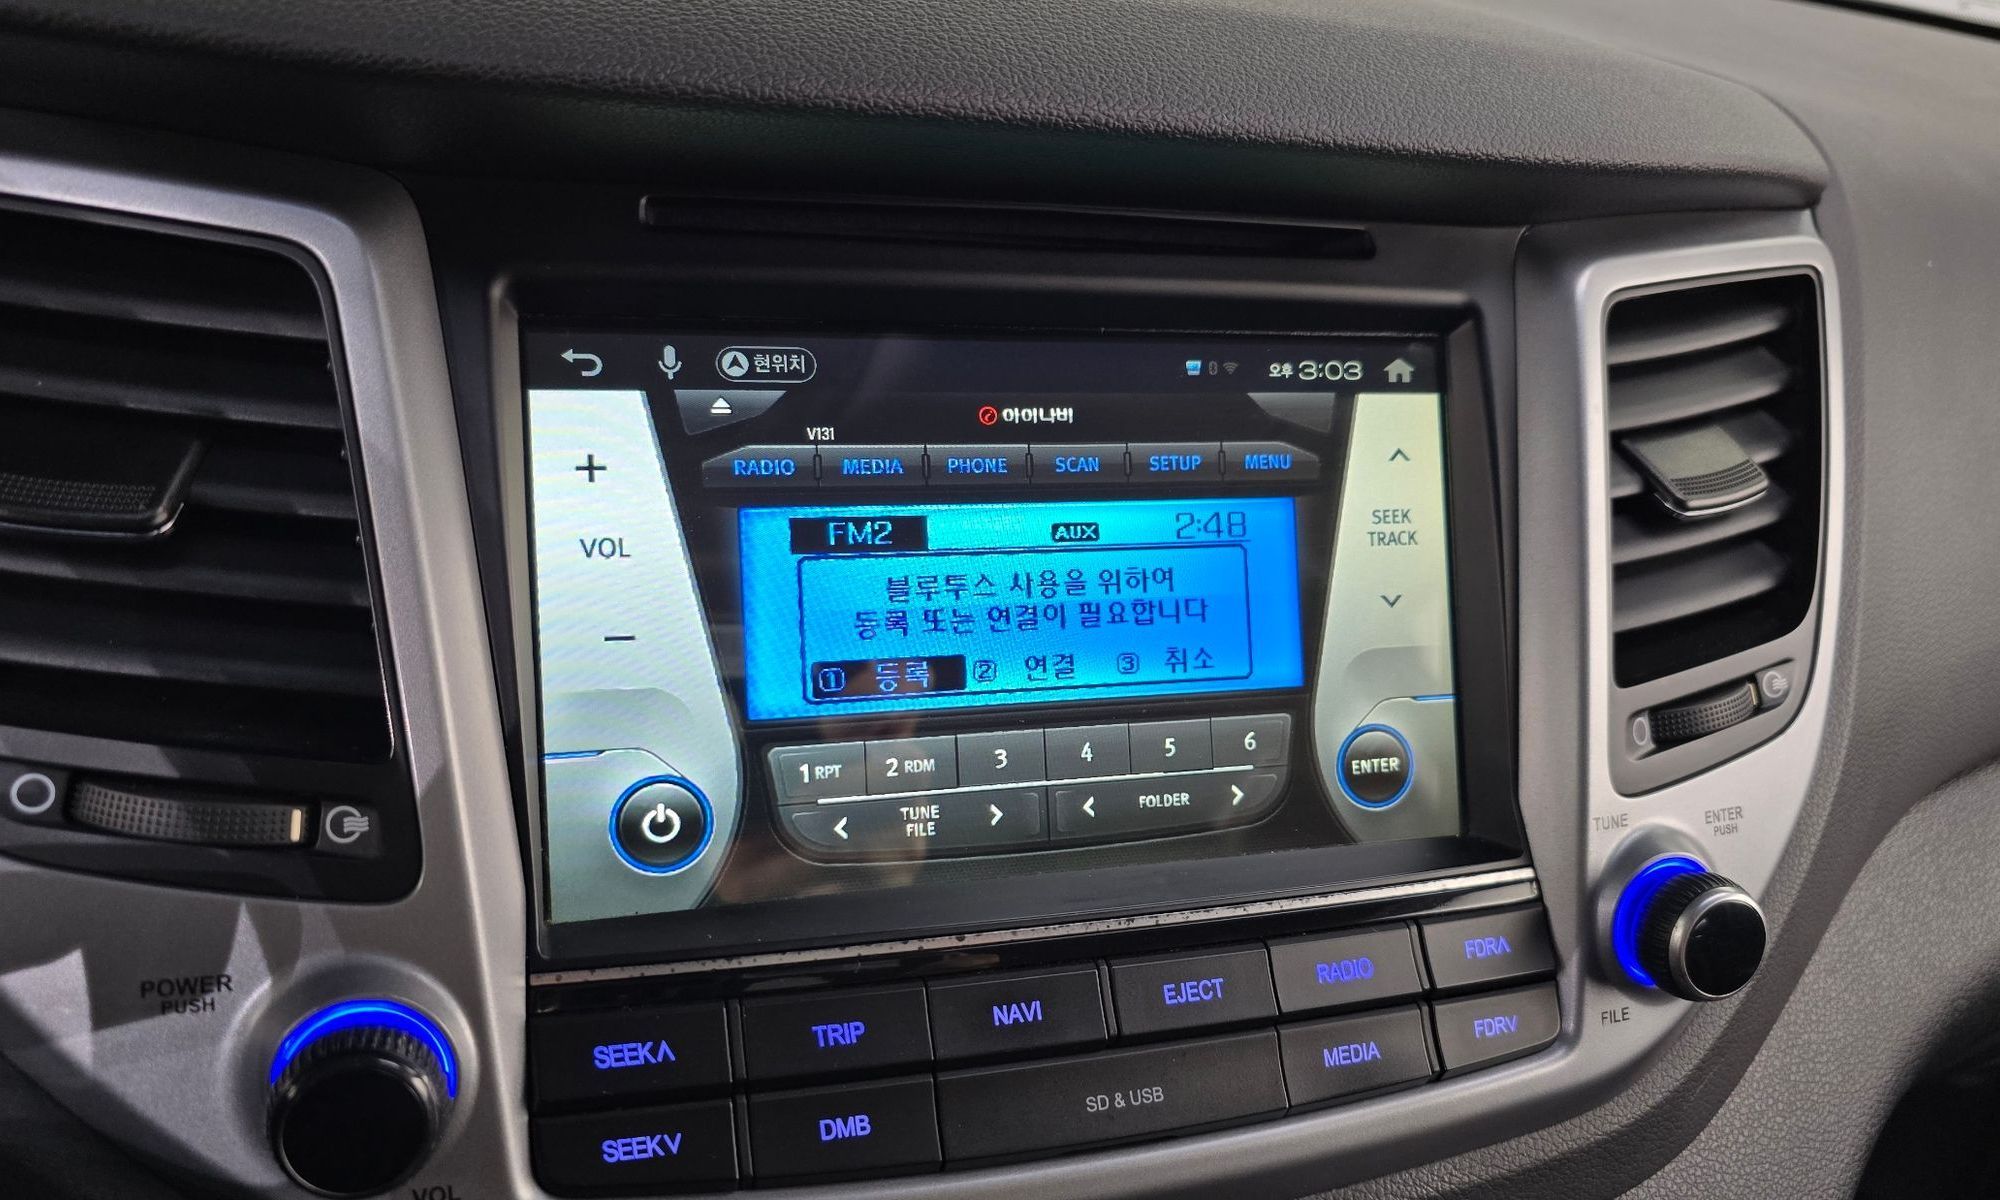 현위치
오후 3:03
아이나비
V131
RADIO MEDIA PHONE SCAN SETUP MENU
+
VOL
−
FM2 AUX 2:48
블루투스 사용을 위하여
등록 또는 연결이 필요합니다
① 등록 ② 연결 ③ 취소
SEEK
TRACK
1 RPT 2 RDM 3 4 5 6
< TUNE FILE > < FOLDER >
ENTER
POWER
PUSH
VOL
TUNE
ENTER
PUSH
FILE
SEEK∧ TRIP NAVI EJECT RADIO FDR∧
SEEK∨ DMB SD & USB MEDIA FDR∨